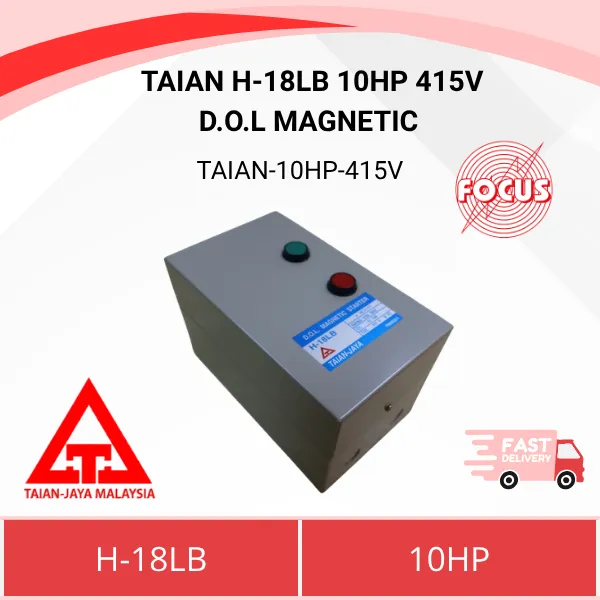 TAIAN H-18LB 10HP 415V
D.O.L MAGNETIC
TAIAN-10HP-415V
FOCUS
D.O.L. MAGNETIC STARTER
H-18LB
TAIAN-JAYA
TAIAN-JAYA MALAYSIA
FAST
DELIVERY
H-18LB
10HP